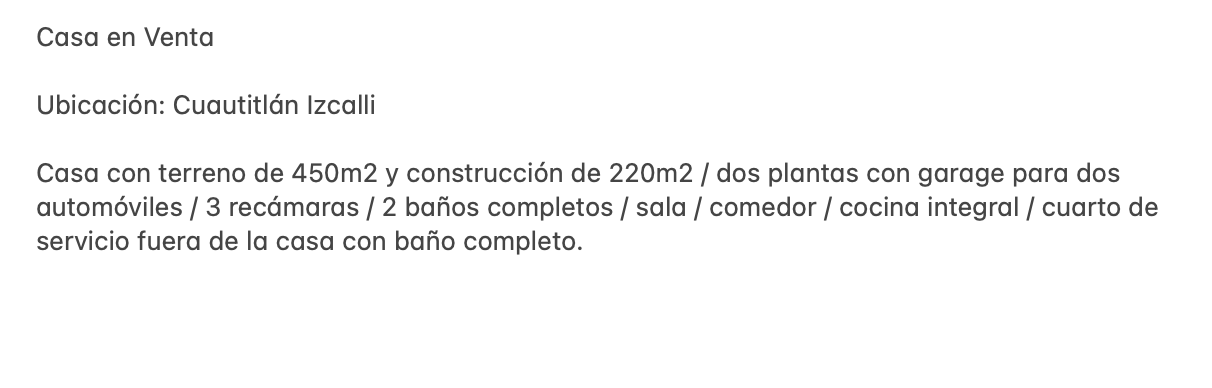 Casa en Venta
Ubicación: Cuautitlán Izcalli
Casa con terreno de 450m2 y construcción de 220m2 / dos plantas con garage para dos
automóviles / 3 recámaras / 2 baños completos / sala / comedor / cocina integral / cuarto de
servicio fuera de la casa con baño completo.